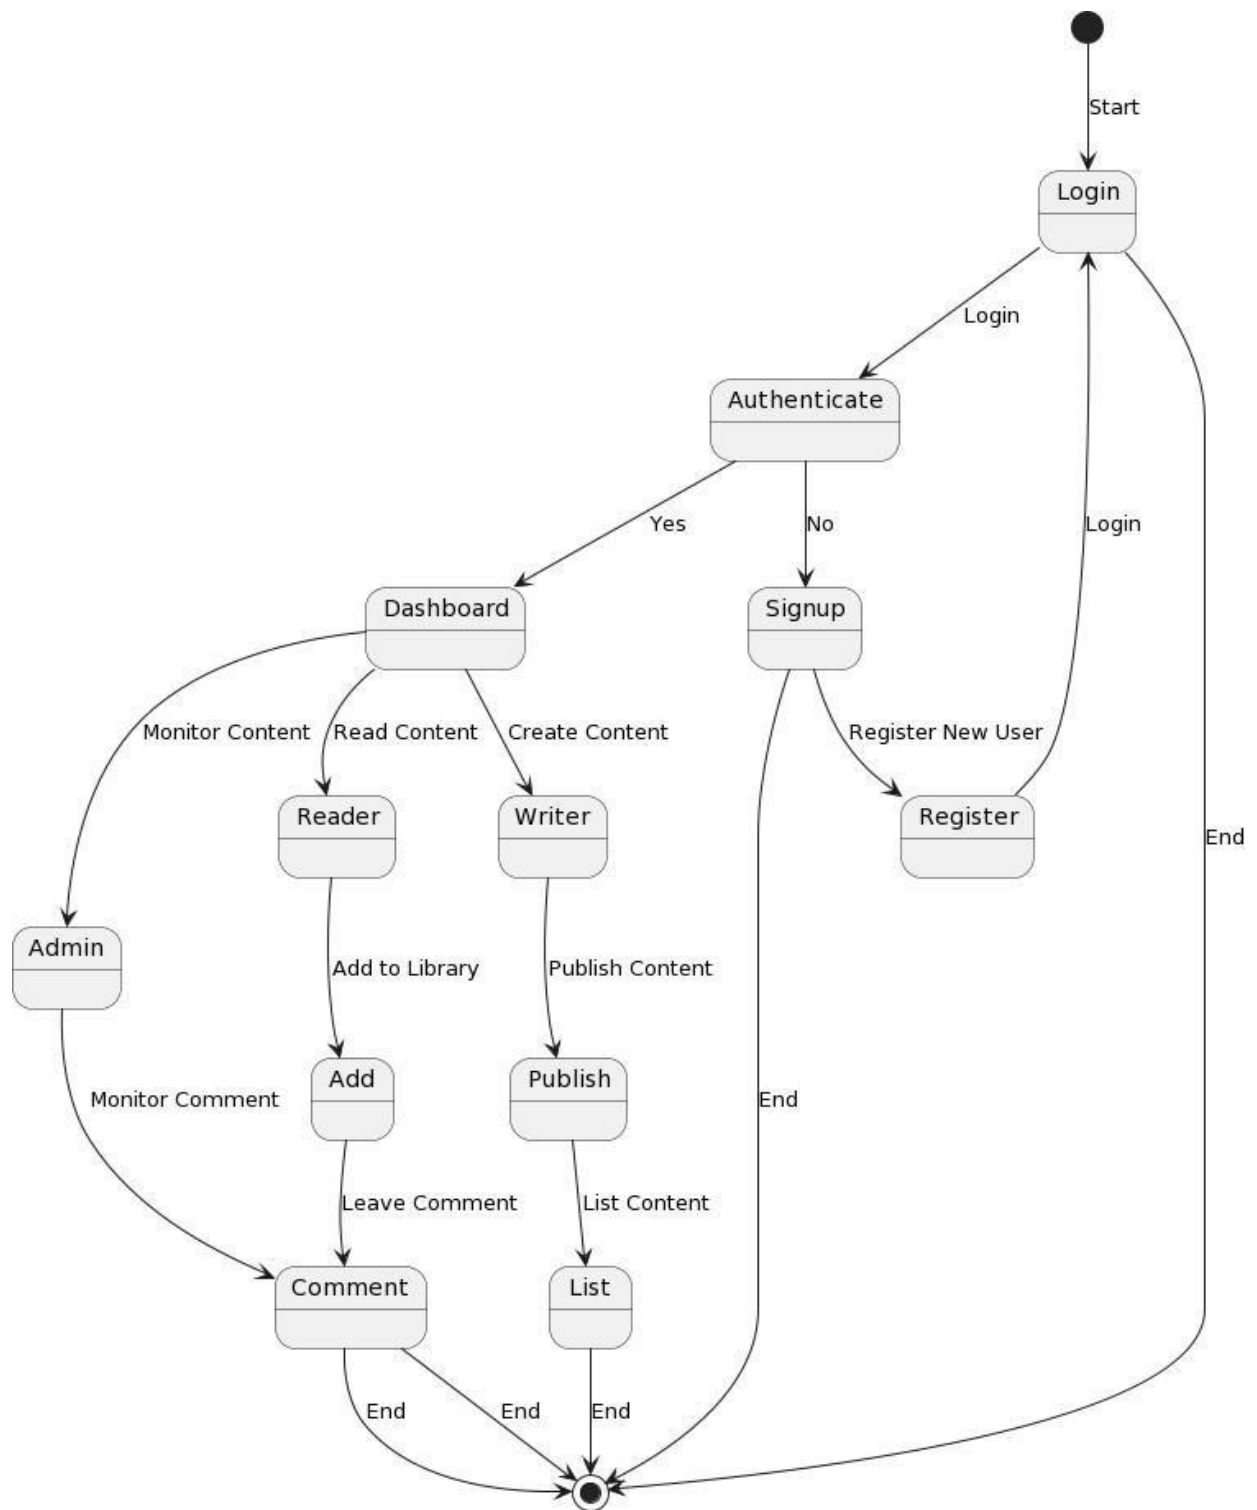 Start
Login
Login
Authenticate
Yes
No
Login
Dashboard
Signup
Monitor Content
Read Content
Create Content
Register New User
Reader
Writer
Register
End
Admin
Add to Library
Publish Content
Add
Publish
Monitor Comment
End
Leave Comment
List Content
Comment
List
End
End
End